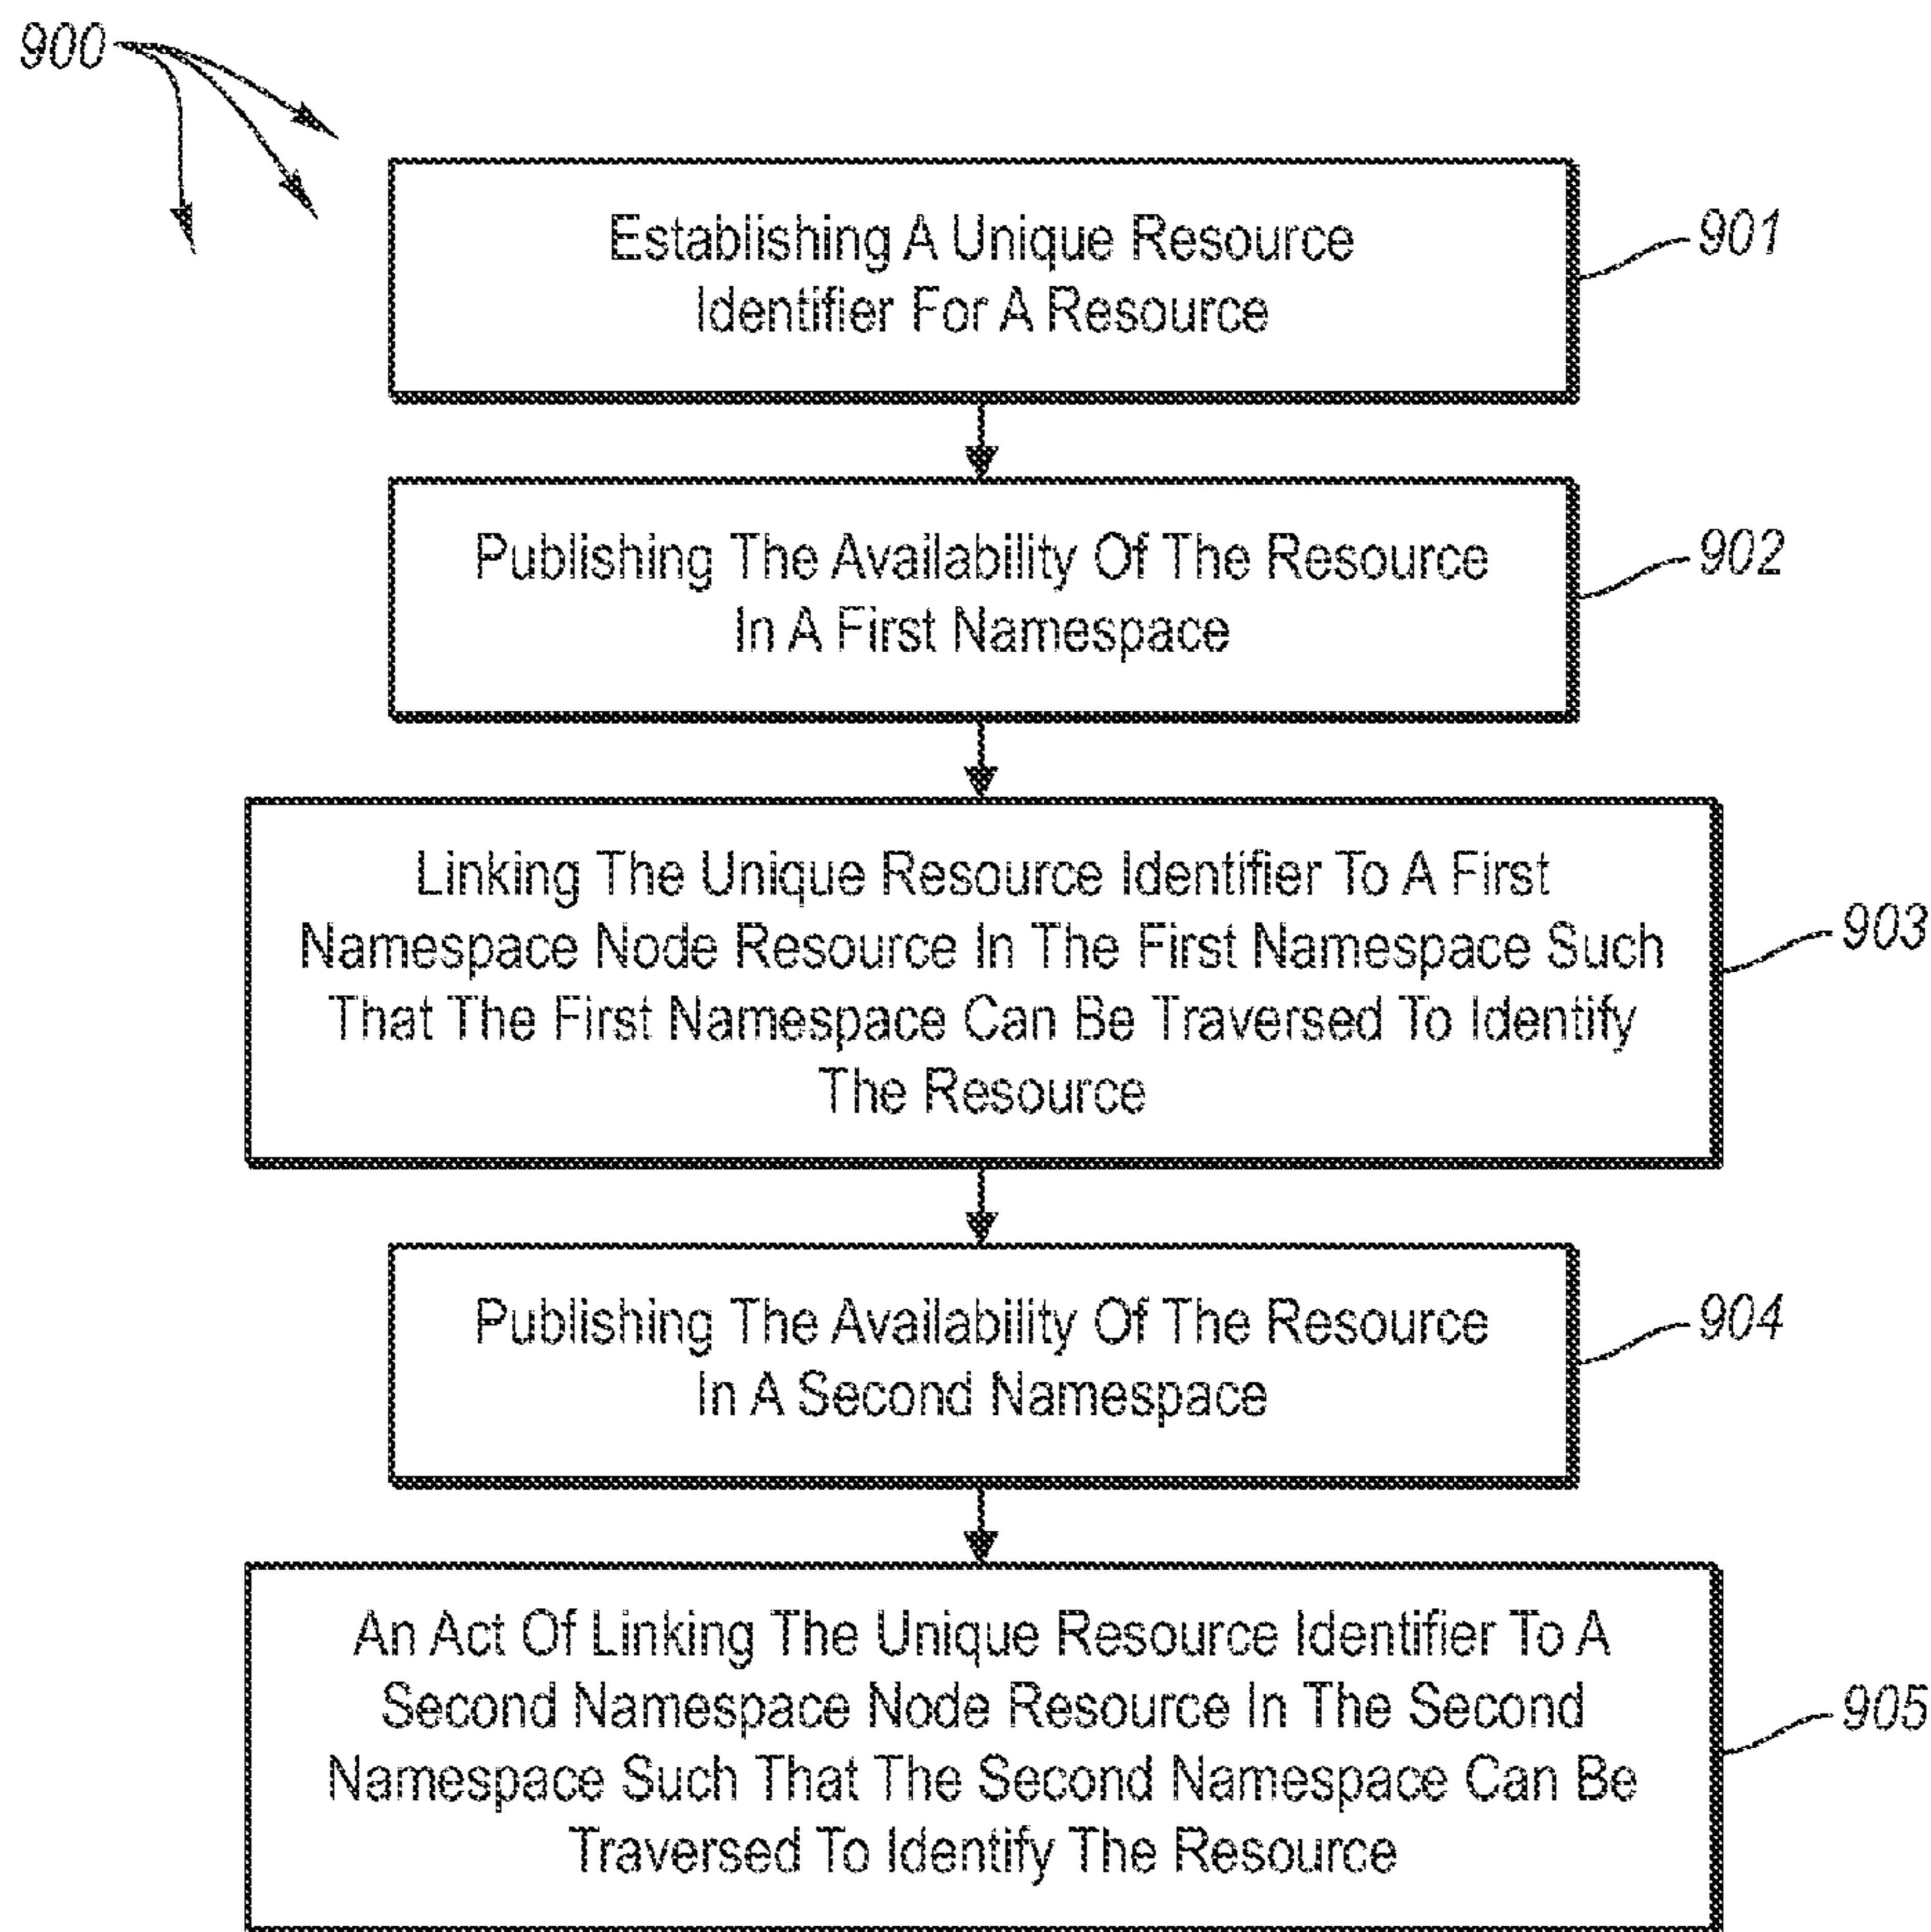 900
Establishing A Unique Resource
Identifier For A Resource
901
Publishing The Availability Of The Resource
In A First Namespace
902
Linking The Unique Resource Identifier To A First
Namespace Node Resource In The First Namespace Such
That The First Namespace Can Be Traversed To Identify
The Resource
903
Publishing The Availability Of The Resource
In A Second Namespace
904
An Act Of Linking The Unique Resource Identifier To A
Second Namespace Node Resource In The Second
Namespace Such That The Second Namespace Can Be
Traversed To Identify The Resource
905